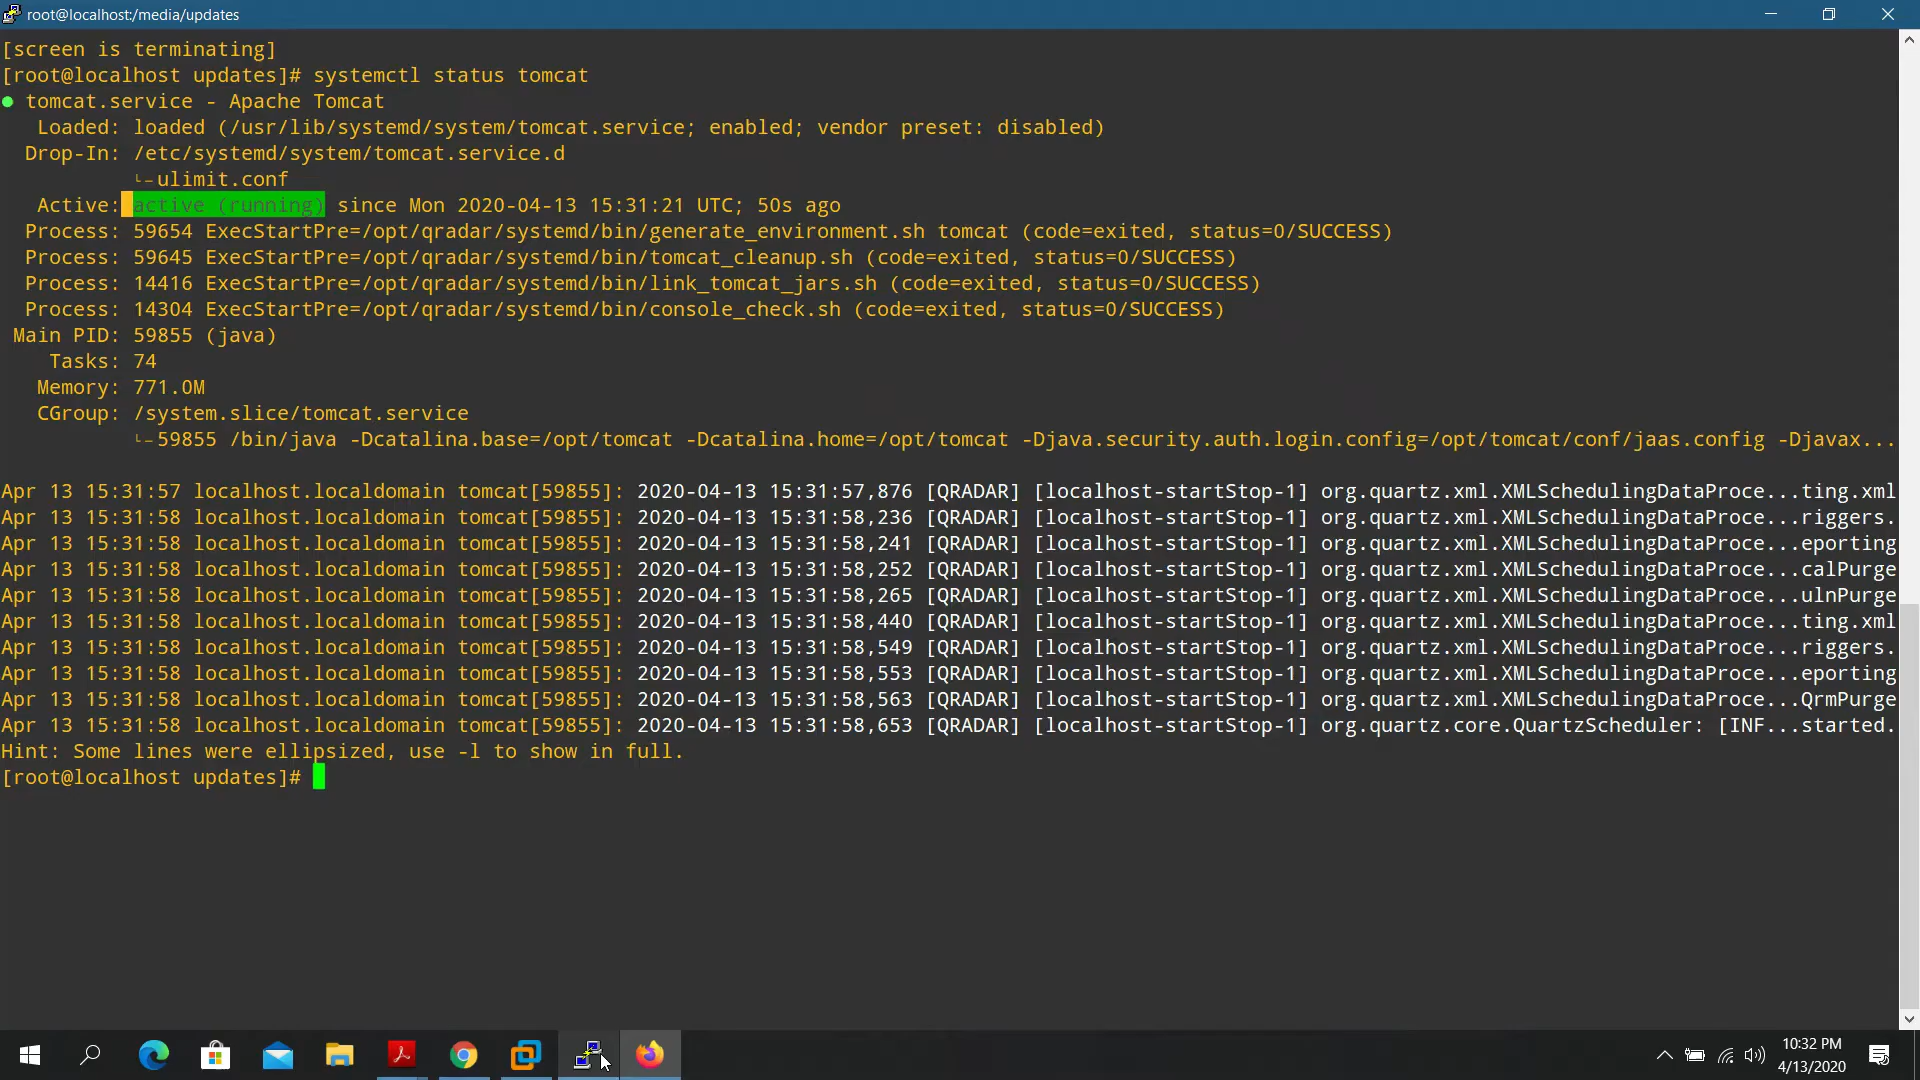 root@localhost:/media/updates
[screen is terminating]
[root@localhost updates]# systemctl status tomcat
● tomcat.service - Apache Tomcat
Loaded: loaded (/usr/lib/systemd/system/tomcat.service; enabled; vendor preset: disabled)
Drop-In: /etc/systemd/system/tomcat.service.d
└─ulimit.conf
Active: active (running) since Mon 2020-04-13 15:31:21 UTC; 50s ago
Process: 59654 ExecStartPre=/opt/qradar/systemd/bin/generate_environment.sh tomcat (code=exited, status=0/SUCCESS)
Process: 59645 ExecStartPre=/opt/qradar/systemd/bin/tomcat_cleanup.sh (code=exited, status=0/SUCCESS)
Process: 14416 ExecStartPre=/opt/qradar/systemd/bin/link_tomcat_jars.sh (code=exited, status=0/SUCCESS)
Process: 14304 ExecStartPre=/opt/qradar/systemd/bin/console_check.sh (code=exited, status=0/SUCCESS)
Main PID: 59855 (java)
Tasks: 74
Memory: 771.0M
CGroup: /system.slice/tomcat.service
└─59855 /bin/java -Dcatalina.base=/opt/tomcat -Dcatalina.home=/opt/tomcat -Djava.security.auth.login.config=/opt/tomcat/conf/jaas.config -Djavax...
Apr 13 15:31:57 localhost.localdomain tomcat[59855]: 2020-04-13 15:31:57,876 [QRADAR] [localhost-startStop-1] org.quartz.xml.XMLSchedulingDataProce...ting.xml
Apr 13 15:31:58 localhost.localdomain tomcat[59855]: 2020-04-13 15:31:58,236 [QRADAR] [localhost-startStop-1] org.quartz.xml.XMLSchedulingDataProce...riggers.
Apr 13 15:31:58 localhost.localdomain tomcat[59855]: 2020-04-13 15:31:58,241 [QRADAR] [localhost-startStop-1] org.quartz.xml.XMLSchedulingDataProce...eporting
Apr 13 15:31:58 localhost.localdomain tomcat[59855]: 2020-04-13 15:31:58,252 [QRADAR] [localhost-startStop-1] org.quartz.xml.XMLSchedulingDataProce...calPurge
Apr 13 15:31:58 localhost.localdomain tomcat[59855]: 2020-04-13 15:31:58,265 [QRADAR] [localhost-startStop-1] org.quartz.xml.XMLSchedulingDataProce...ulnPurge
Apr 13 15:31:58 localhost.localdomain tomcat[59855]: 2020-04-13 15:31:58,440 [QRADAR] [localhost-startStop-1] org.quartz.xml.XMLSchedulingDataProce...ting.xml
Apr 13 15:31:58 localhost.localdomain tomcat[59855]: 2020-04-13 15:31:58,549 [QRADAR] [localhost-startStop-1] org.quartz.xml.XMLSchedulingDataProce...riggers.
Apr 13 15:31:58 localhost.localdomain tomcat[59855]: 2020-04-13 15:31:58,553 [QRADAR] [localhost-startStop-1] org.quartz.xml.XMLSchedulingDataProce...eporting
Apr 13 15:31:58 localhost.localdomain tomcat[59855]: 2020-04-13 15:31:58,563 [QRADAR] [localhost-startStop-1] org.quartz.xml.XMLSchedulingDataProce...QrmPurge
Apr 13 15:31:58 localhost.localdomain tomcat[59855]: 2020-04-13 15:31:58,653 [QRADAR] [localhost-startStop-1] org.quartz.core.QuartzScheduler: [INF...started.
Hint: Some lines were ellipsized, use -l to show in full.
[root@localhost updates]#
10:32 PM
4/13/2020